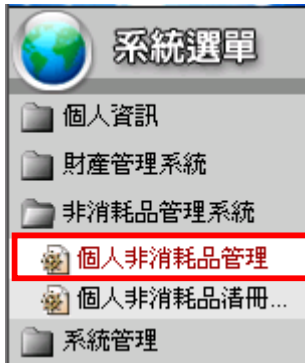 系統選單
個人資訊
財產管理系統
非消耗品管理系統
個人非消耗品管理
個人非消耗品清冊...
系統管理